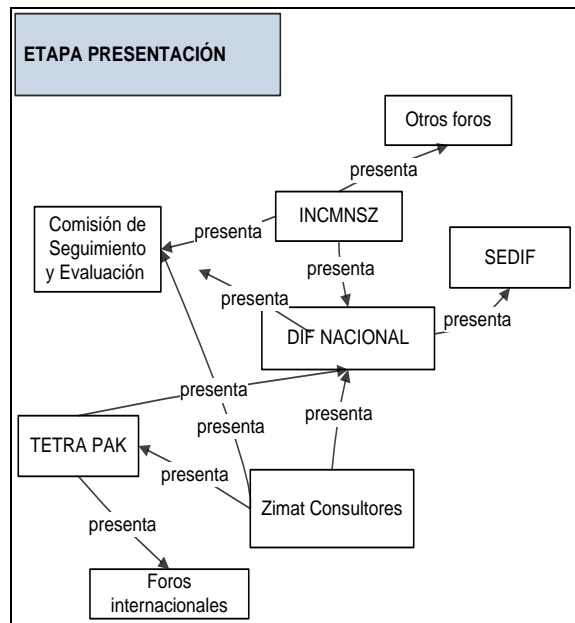 ETAPA PRESENTACIÓN
Otros foros
presenta
INCMNSZ
Comisión de
Seguimiento
y Evaluación
presenta
presenta
SEDIF
presenta
DIF NACIONAL
presenta
presenta
TETRA PAK
presenta
presenta
presenta
Zimat Consultores
presenta
Foros
internacionales